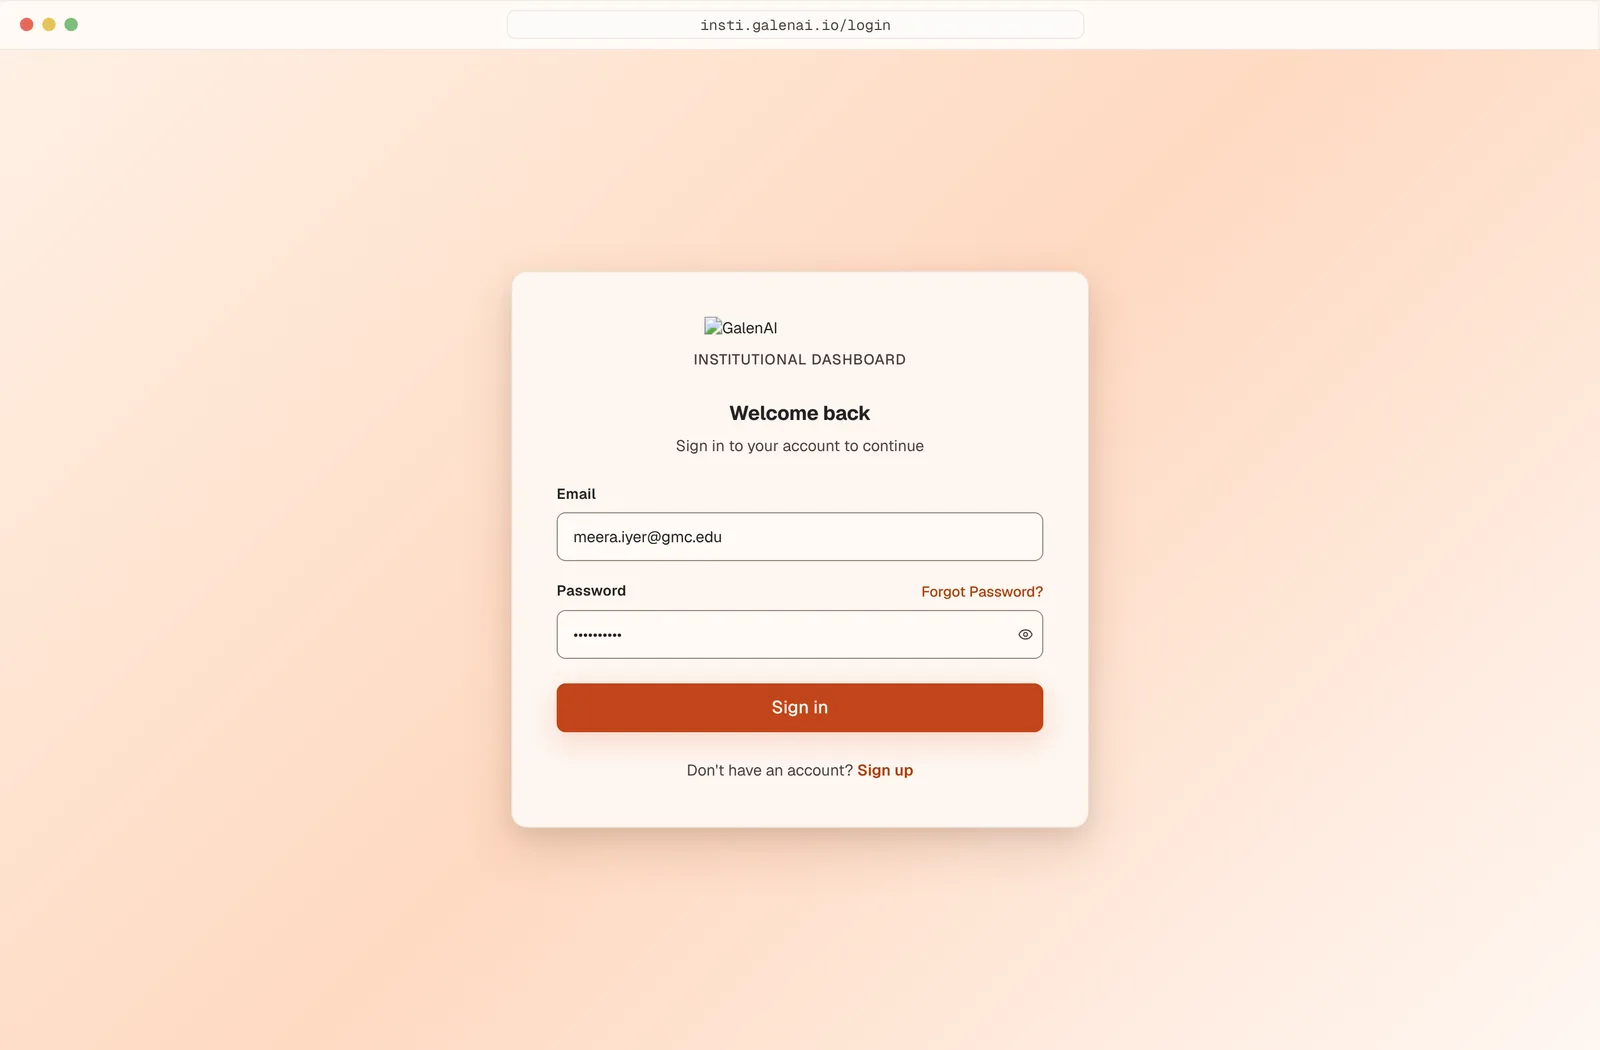 insti.galenai.io/login
GalenAI
INSTITUTIONAL DASHBOARD
Welcome back
Sign in to your account to continue
Email
meera.iyer@gmc.edu
Password
Forgot Password?
••••••••••
Sign in
Don't have an account? Sign up